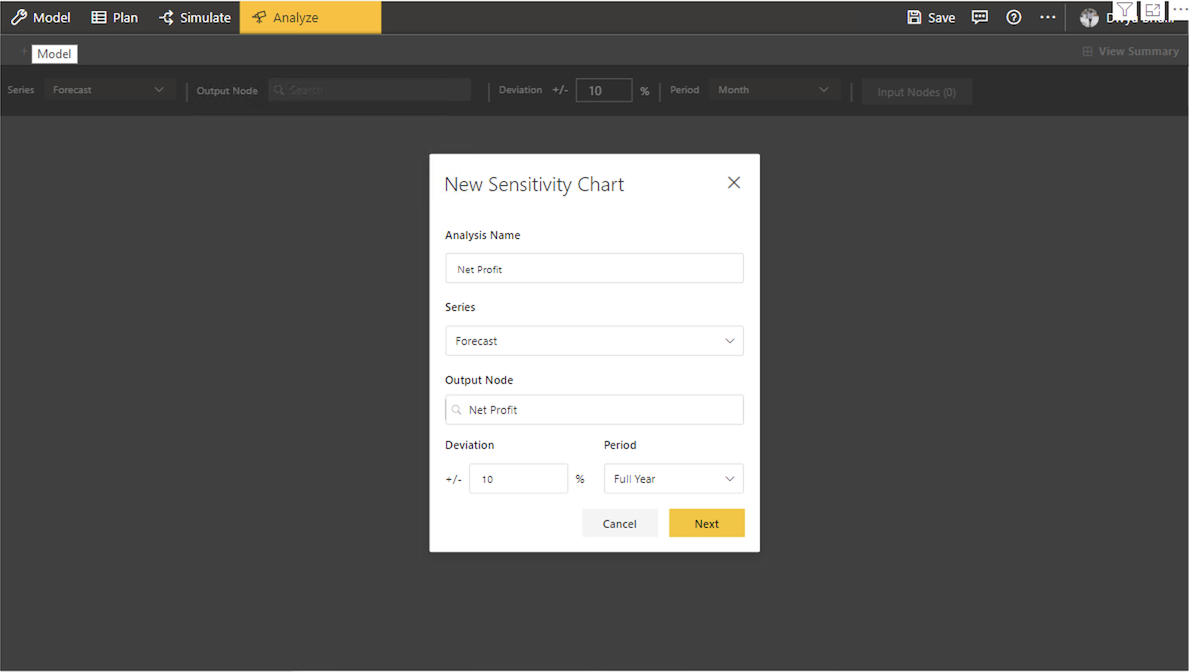 Model Plan Simulate Analyze Save
Model View Summary
Series Forecast Output Node Search Deviation +/- 10 % Period Month Input Nodes (0)
New Sensitivity Chart
Analysis Name
Net Profit
Series
Forecast
Output Node
Net Profit
Deviation Period
+/- 10 % Full Year
Cancel Next